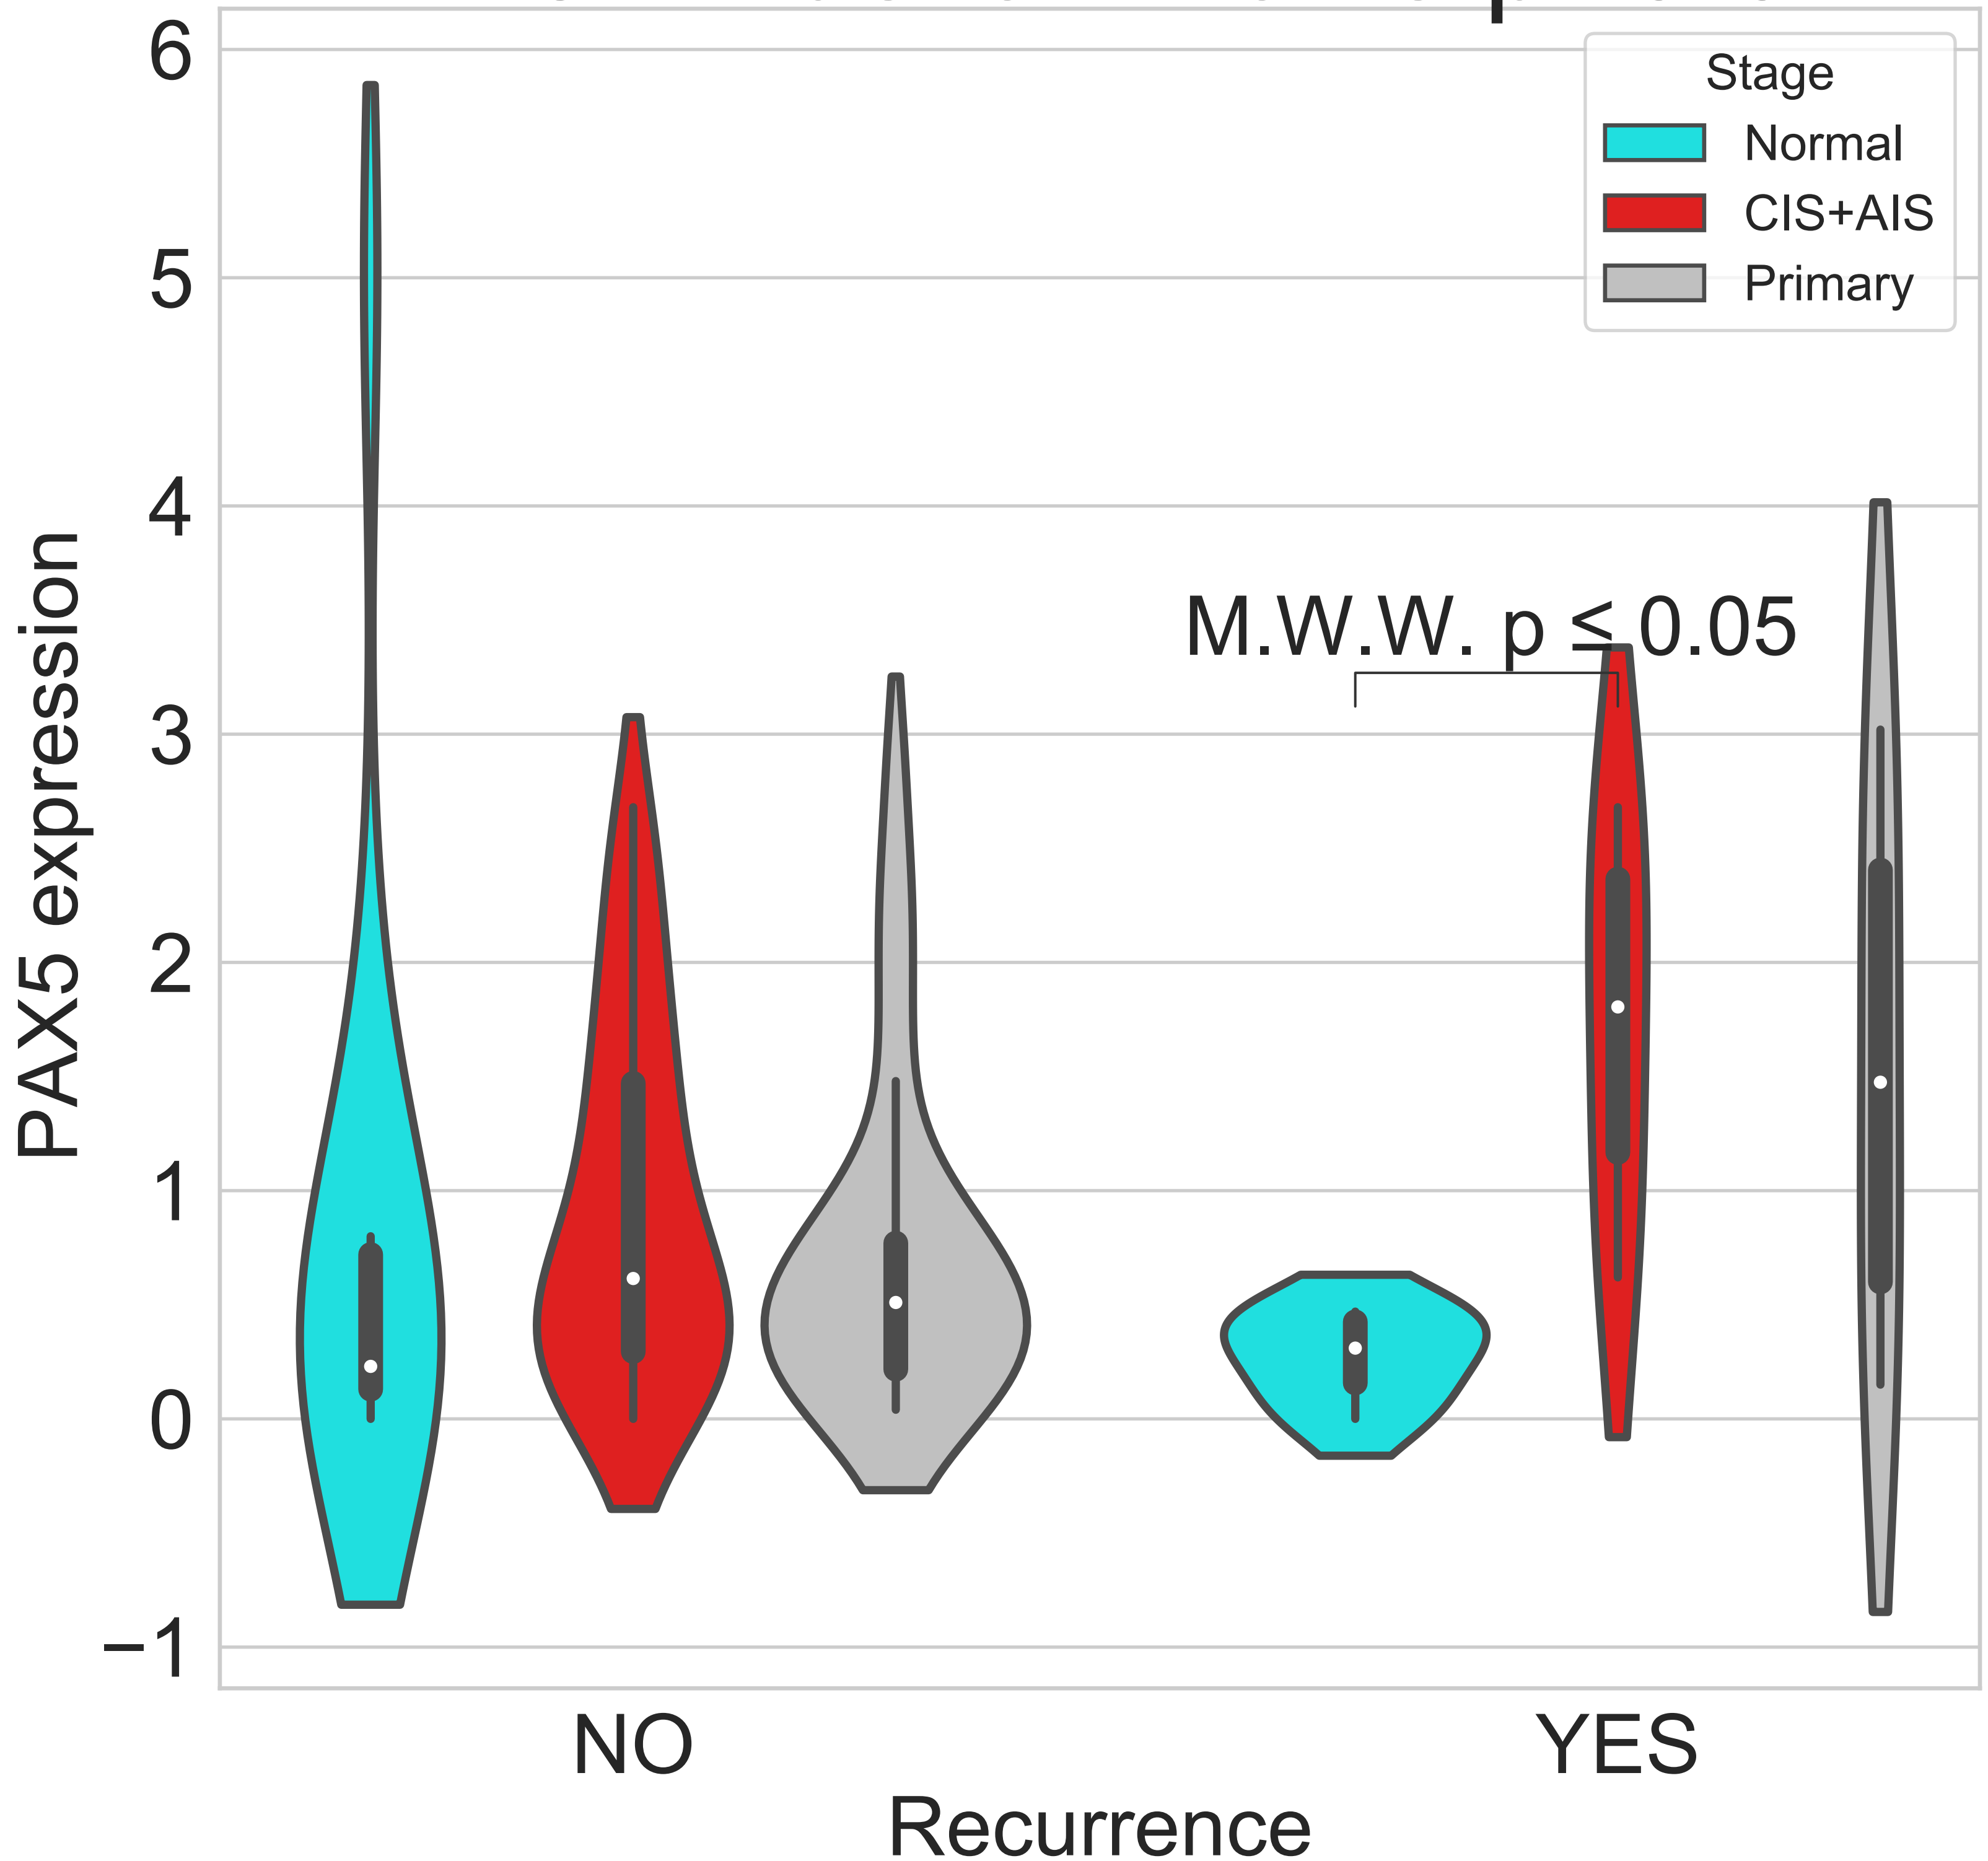 6
5
4
3
2
1
0
−1
PAX5 expression
Stage
Normal
CIS+AIS
Primary
M.W.W. p ≤ 0.05
NO
YES
Recurrence